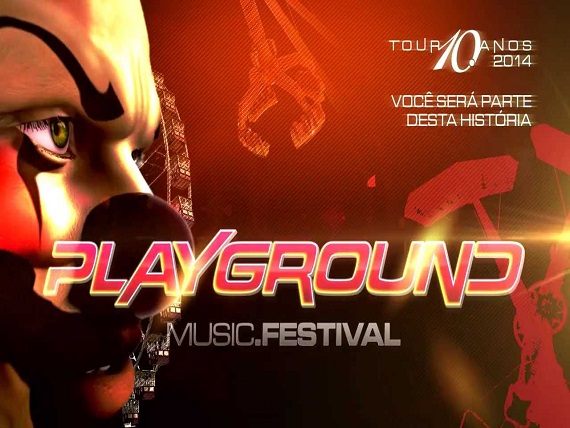 TOUR 10 ANOS
2014
VOCÊ SERÁ PARTE
DESTA HISTÓRIA
PLAYGROUND
MUSIC.FESTIVAL